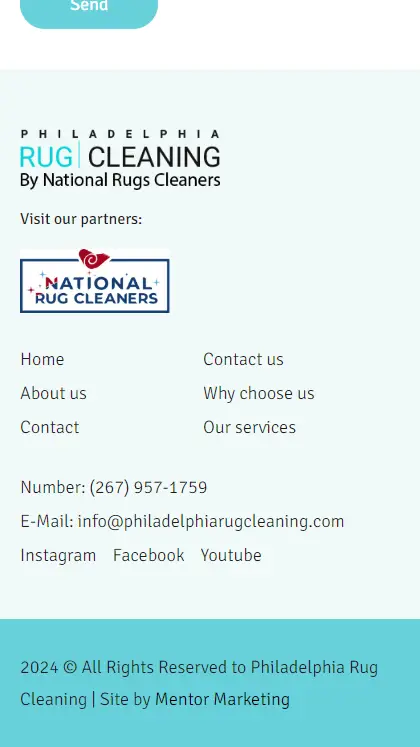 Send
PHILADELPHIA
RUG CLEANING
By National Rugs Cleaners
Visit our partners:
NATIONAL
RUG CLEANERS
Home
Contact us
About us
Why choose us
Contact
Our services
Number: (267) 957-1759
E-Mail: info@philadelphiarugcleaning.com
Instagram Facebook Youtube
2024 © All Rights Reserved to Philadelphia Rug
Cleaning | Site by Mentor Marketing